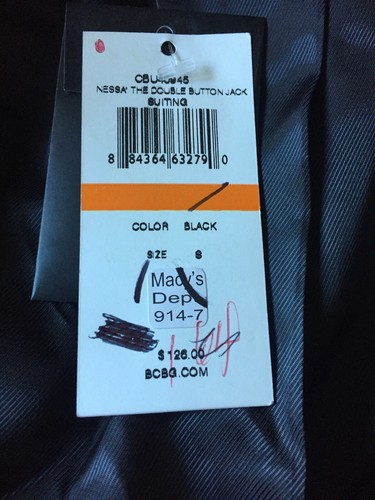 NESSA' THE DOUBLE BUTTON JACK
SUITING
8 84364 63279 0
COLOR BLACK
SIZE S
Macy's
Dep
914-7
$ 126.00
BCBG.COM